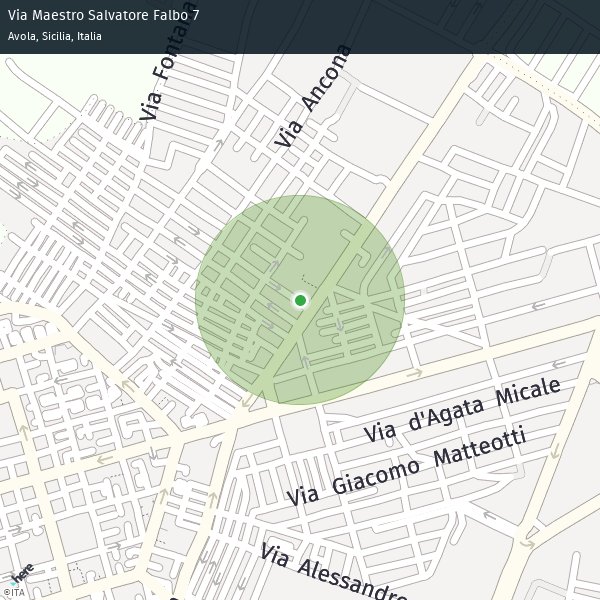 Via Maestro Salvatore Falbo 7
Avola, Sicilia, Italia
Via Fontana
Via Ancona
Via d'Agata Micale
Via Giacomo Matteotti
Via Alessandro
here
©ITA